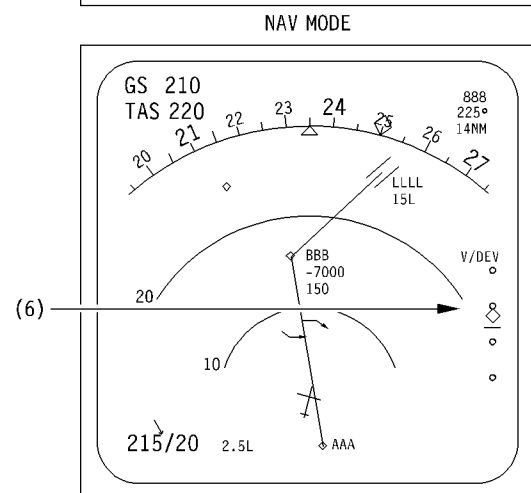 NAV MODE
GS 210
TAS 220
888
225°
14NM
20 21 22 23 24 25 26 27
LLLL
15L
BBB
-7000
150
V/DEV
20
(6)
10
215/20 2.5L
AAA